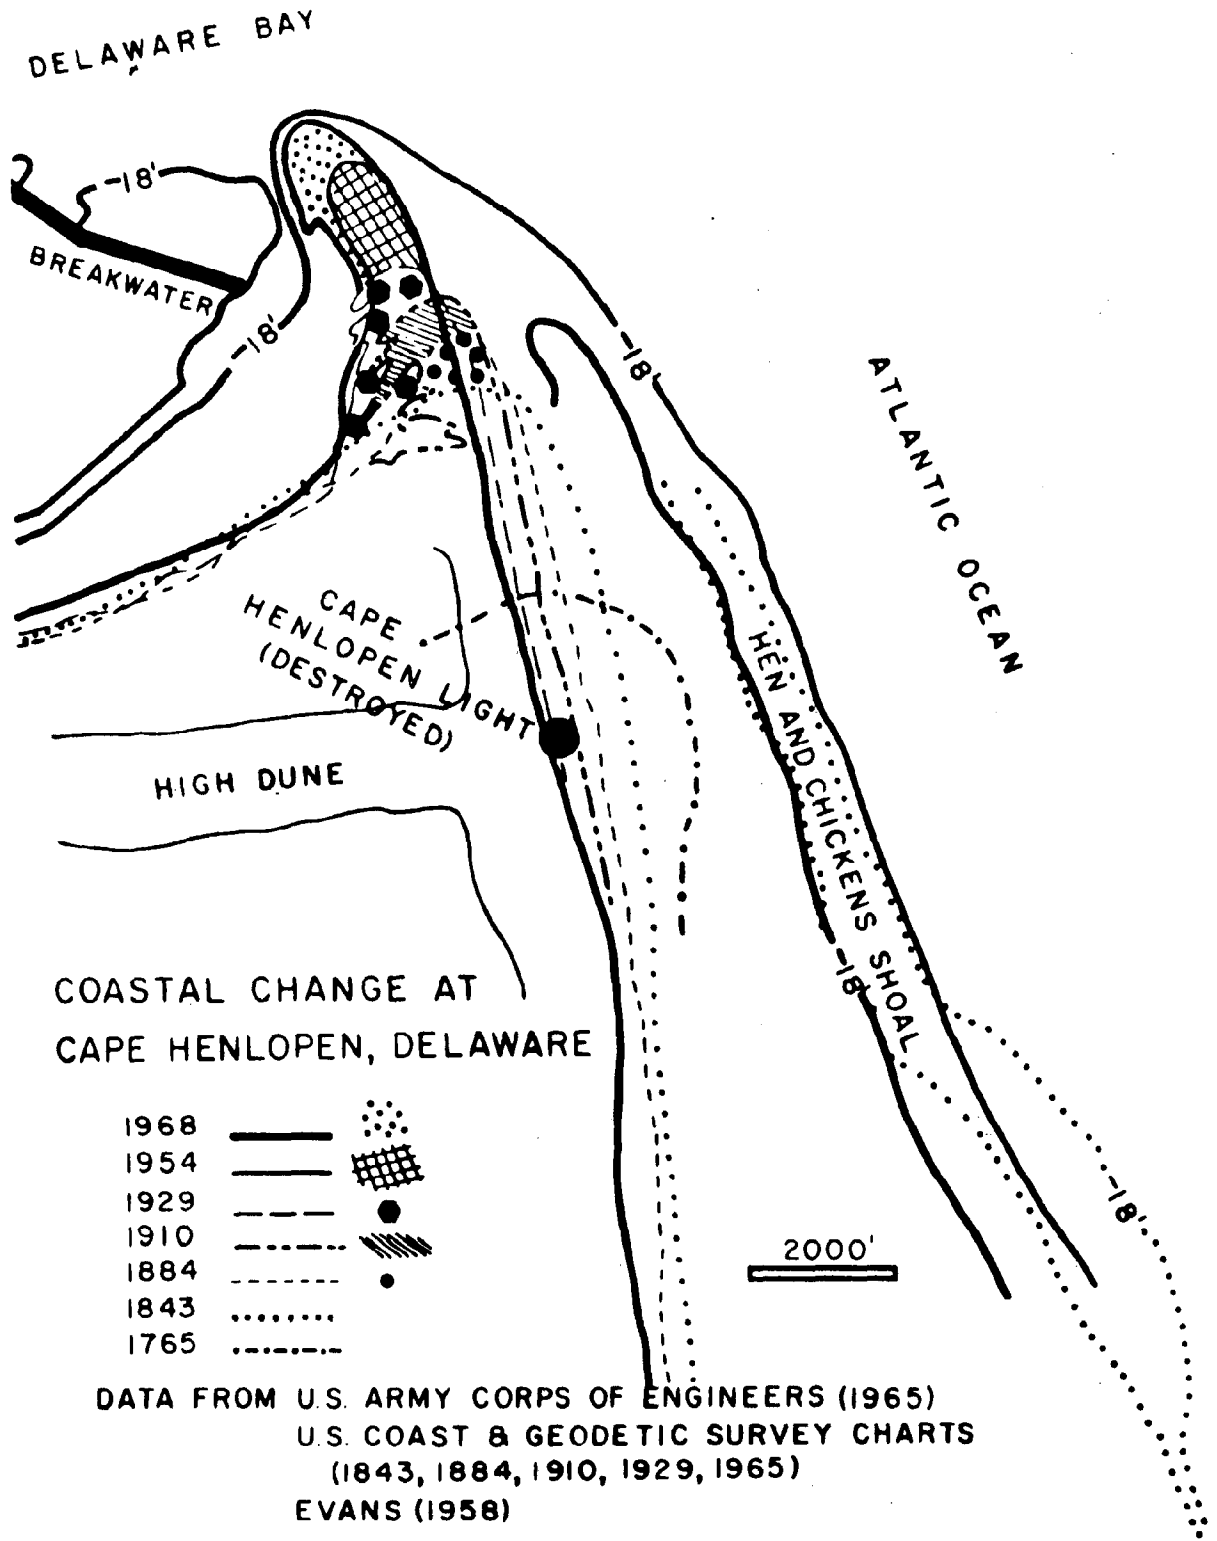 DELAWARE BAY
-18'
BREAKWATER
-18'
-18'
ATLANTIC OCEAN
CAPE
HENLOPEN LIGHT
(DESTROYED)
HEN AND CHICKENS SHOAL
HIGH DUNE
-18'
COASTAL CHANGE AT
CAPE HENLOPEN, DELAWARE
1968
1954
1929
1910
1884
1843
1765
-18'
2000'
DATA FROM U.S. ARMY CORPS OF ENGINEERS (1965)
U.S. COAST & GEODETIC SURVEY CHARTS
(1843, 1884, 1910, 1929, 1965)
EVANS (1958)